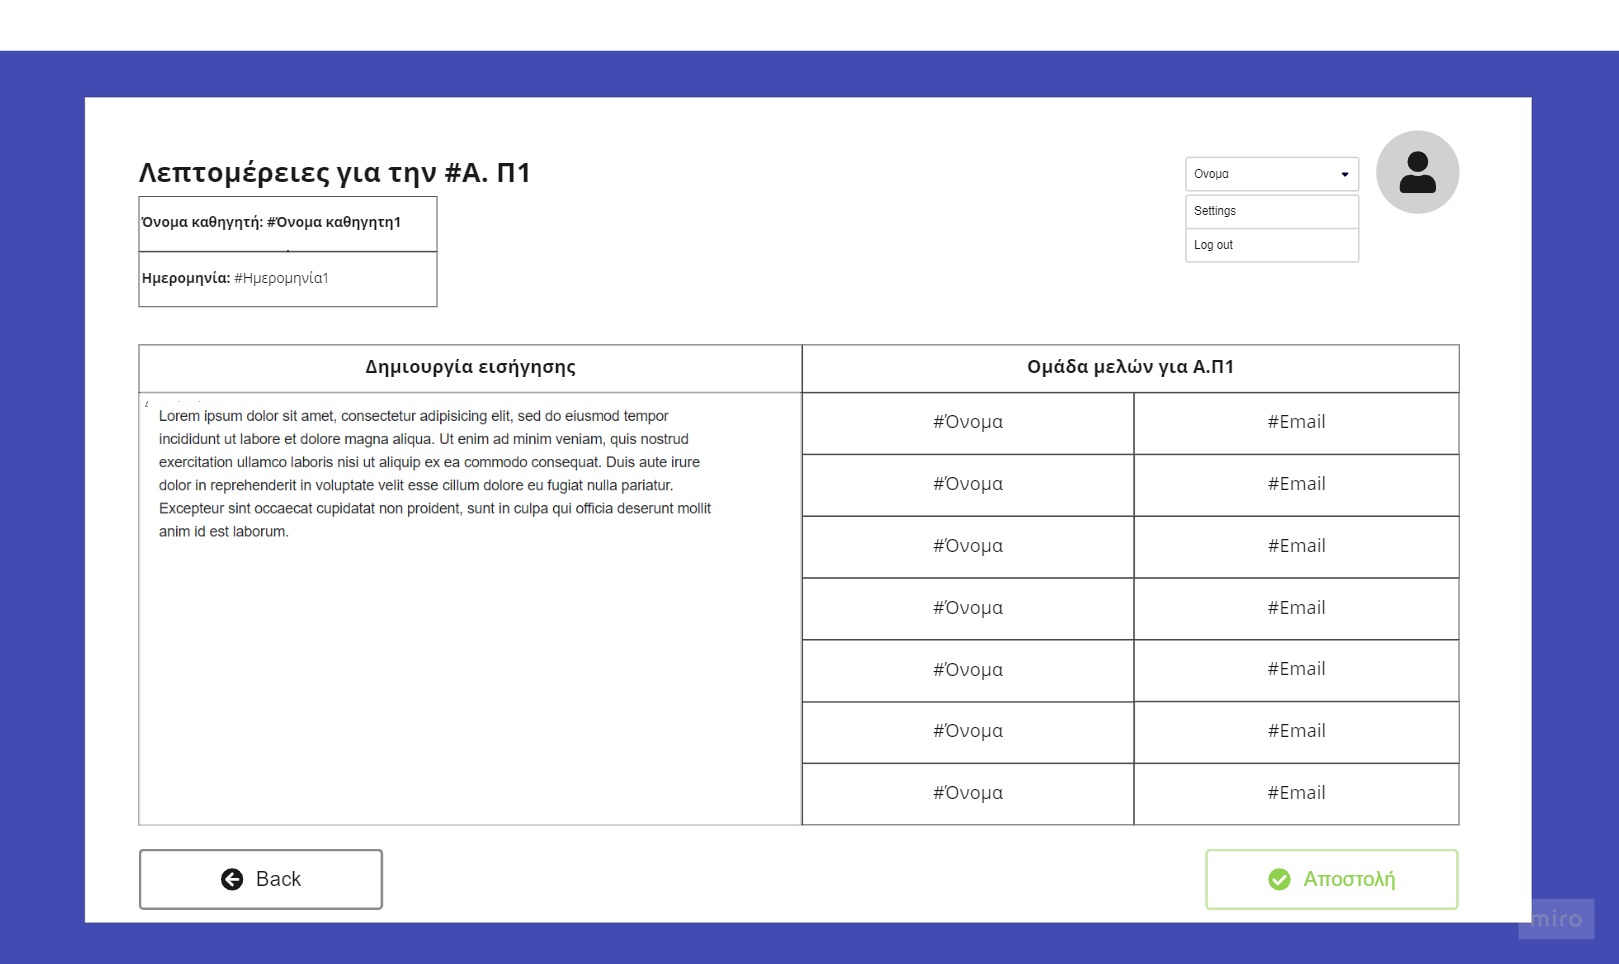 Λεπτομέρειες για την #Α. Π1
Όνομα καθηγητή: #Όνομα καθηγητη1
Ημερομηνία: #Ημερομηνία1
Ονομα
Settings
Log out
Δημιουργία εισήγησης
Lorem ipsum dolor sit amet, consectetur adipisicing elit, sed do eiusmod tempor
incididunt ut labore et dolore magna aliqua. Ut enim ad minim veniam, quis nostrud
exercitation ullamco laboris nisi ut aliquip ex ea commodo consequat. Duis aute irure
dolor in reprehenderit in voluptate velit esse cillum dolore eu fugiat nulla pariatur.
Excepteur sint occaecat cupidatat non proident, sunt in culpa qui officia deserunt mollit
anim id est laborum.
Ομάδα μελών για Α.Π1
#Όνομα #Email
#Όνομα #Email
#Όνομα #Email
#Όνομα #Email
#Όνομα #Email
#Όνομα #Email
#Όνομα #Email
Back
Αποστολή
miro